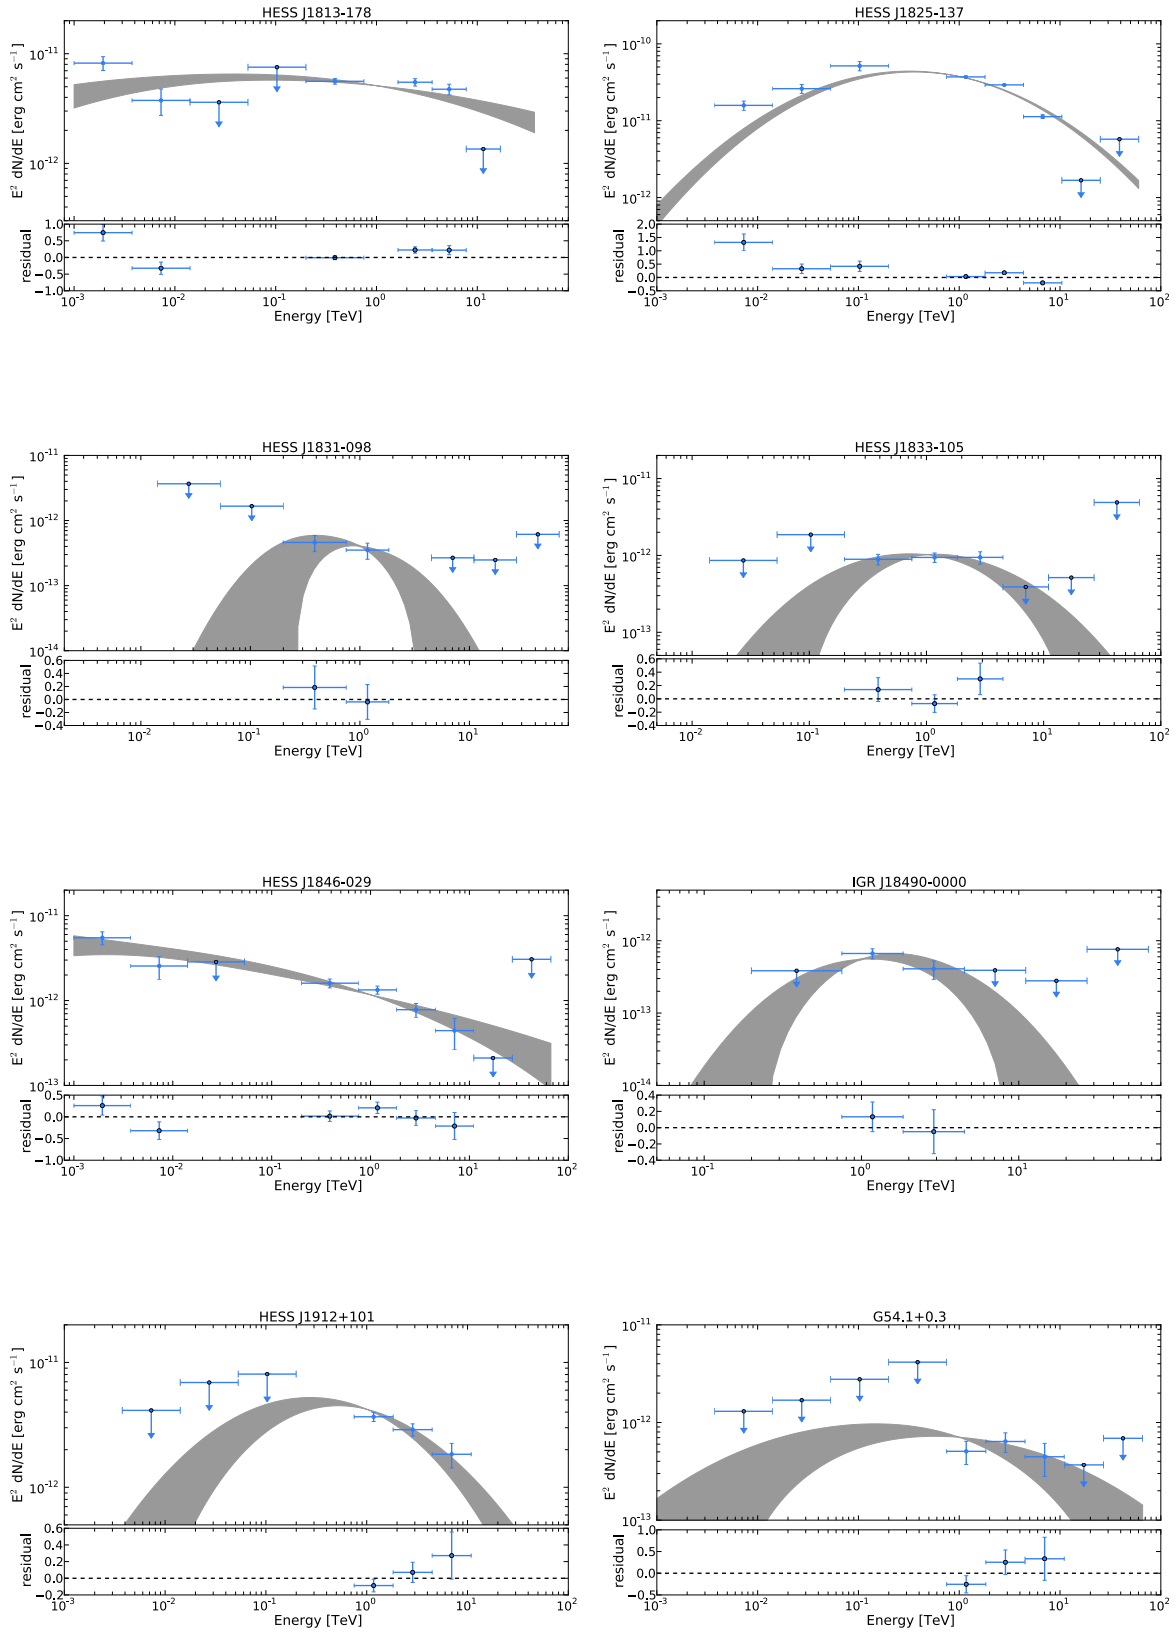 HESS J1813-178
E² dN/dE [erg cm² s⁻¹]
10⁻¹¹
10⁻¹²
residual
1.0
0.5
0.0
−0.5
−1.0
10⁻³ 10⁻² 10⁻¹ 10⁰ 10¹
Energy [TeV]
HESS J1825-137
E² dN/dE [erg cm² s⁻¹]
10⁻¹⁰
10⁻¹¹
10⁻¹²
residual
2.0
1.5
1.0
0.5
0.0
−0.5
10⁻³ 10⁻² 10⁻¹ 10⁰ 10¹ 10²
Energy [TeV]
HESS J1831-098
E² dN/dE [erg cm² s⁻¹]
10⁻¹¹
10⁻¹²
10⁻¹³
10⁻¹⁴
residual
0.6
0.4
0.2
0.0
−0.2
−0.4
10⁻² 10⁻¹ 10⁰ 10¹
Energy [TeV]
HESS J1833-105
E² dN/dE [erg cm² s⁻¹]
10⁻¹¹
10⁻¹²
10⁻¹³
residual
0.6
0.4
0.2
0.0
−0.2
−0.4
10⁻² 10⁻¹ 10⁰ 10¹ 10²
Energy [TeV]
HESS J1846-029
E² dN/dE [erg cm² s⁻¹]
10⁻¹¹
10⁻¹²
10⁻¹³
residual
0.5
0.0
−0.5
−1.0
10⁻³ 10⁻² 10⁻¹ 10⁰ 10¹ 10²
Energy [TeV]
IGR J18490-0000
E² dN/dE [erg cm² s⁻¹]
10⁻¹²
10⁻¹³
10⁻¹⁴
residual
0.4
0.2
0.0
−0.2
−0.4
10⁻¹ 10⁰ 10¹
Energy [TeV]
HESS J1912+101
E² dN/dE [erg cm² s⁻¹]
10⁻¹¹
10⁻¹²
residual
0.6
0.4
0.2
0.0
−0.2
10⁻³ 10⁻² 10⁻¹ 10⁰ 10¹ 10²
Energy [TeV]
G54.1+0.3
E² dN/dE [erg cm² s⁻¹]
10⁻¹¹
10⁻¹²
10⁻¹³
residual
1.0
0.5
0.0
−0.5
10⁻³ 10⁻² 10⁻¹ 10⁰ 10¹ 10²
Energy [TeV]